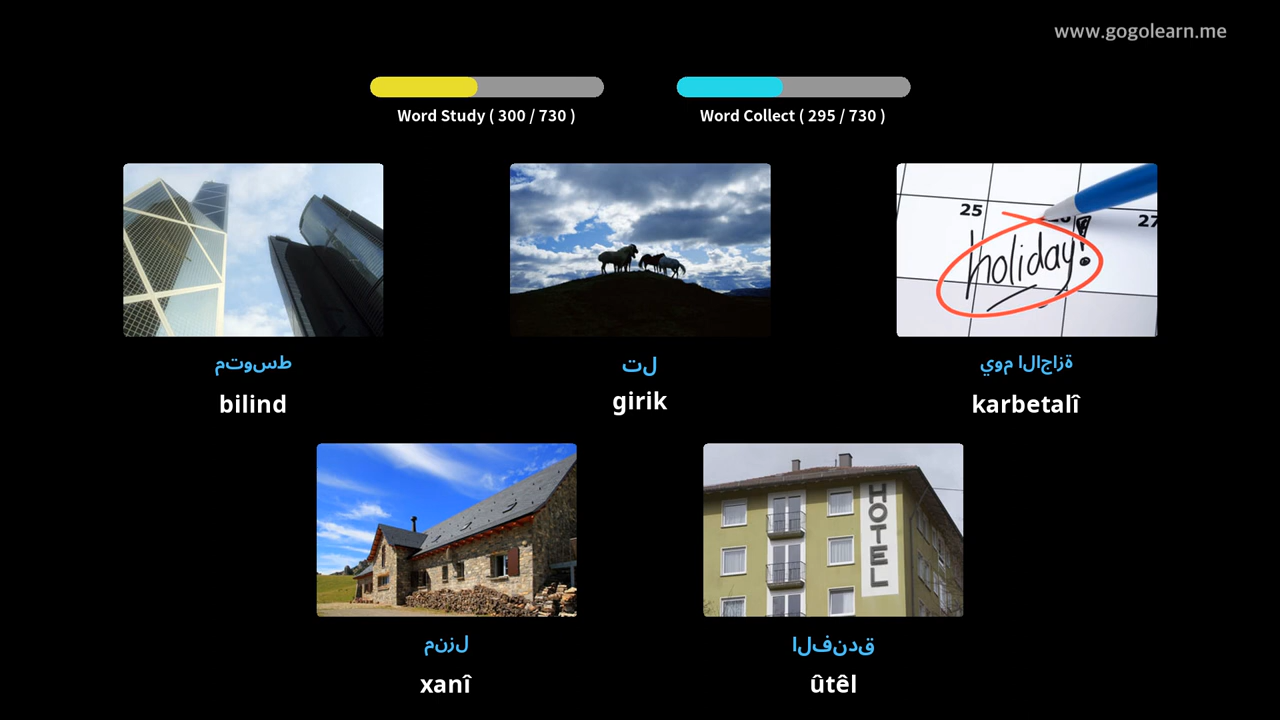 www.gogolearn.me
Word Study ( 300 / 730 )
Word Collect ( 295 / 730 )
متوسط
bilind
تل
girik
25
27
holiday!
يوم الاجازة
karbetalî
منزل
xanî
HOTEL
الفندق
ûtêl